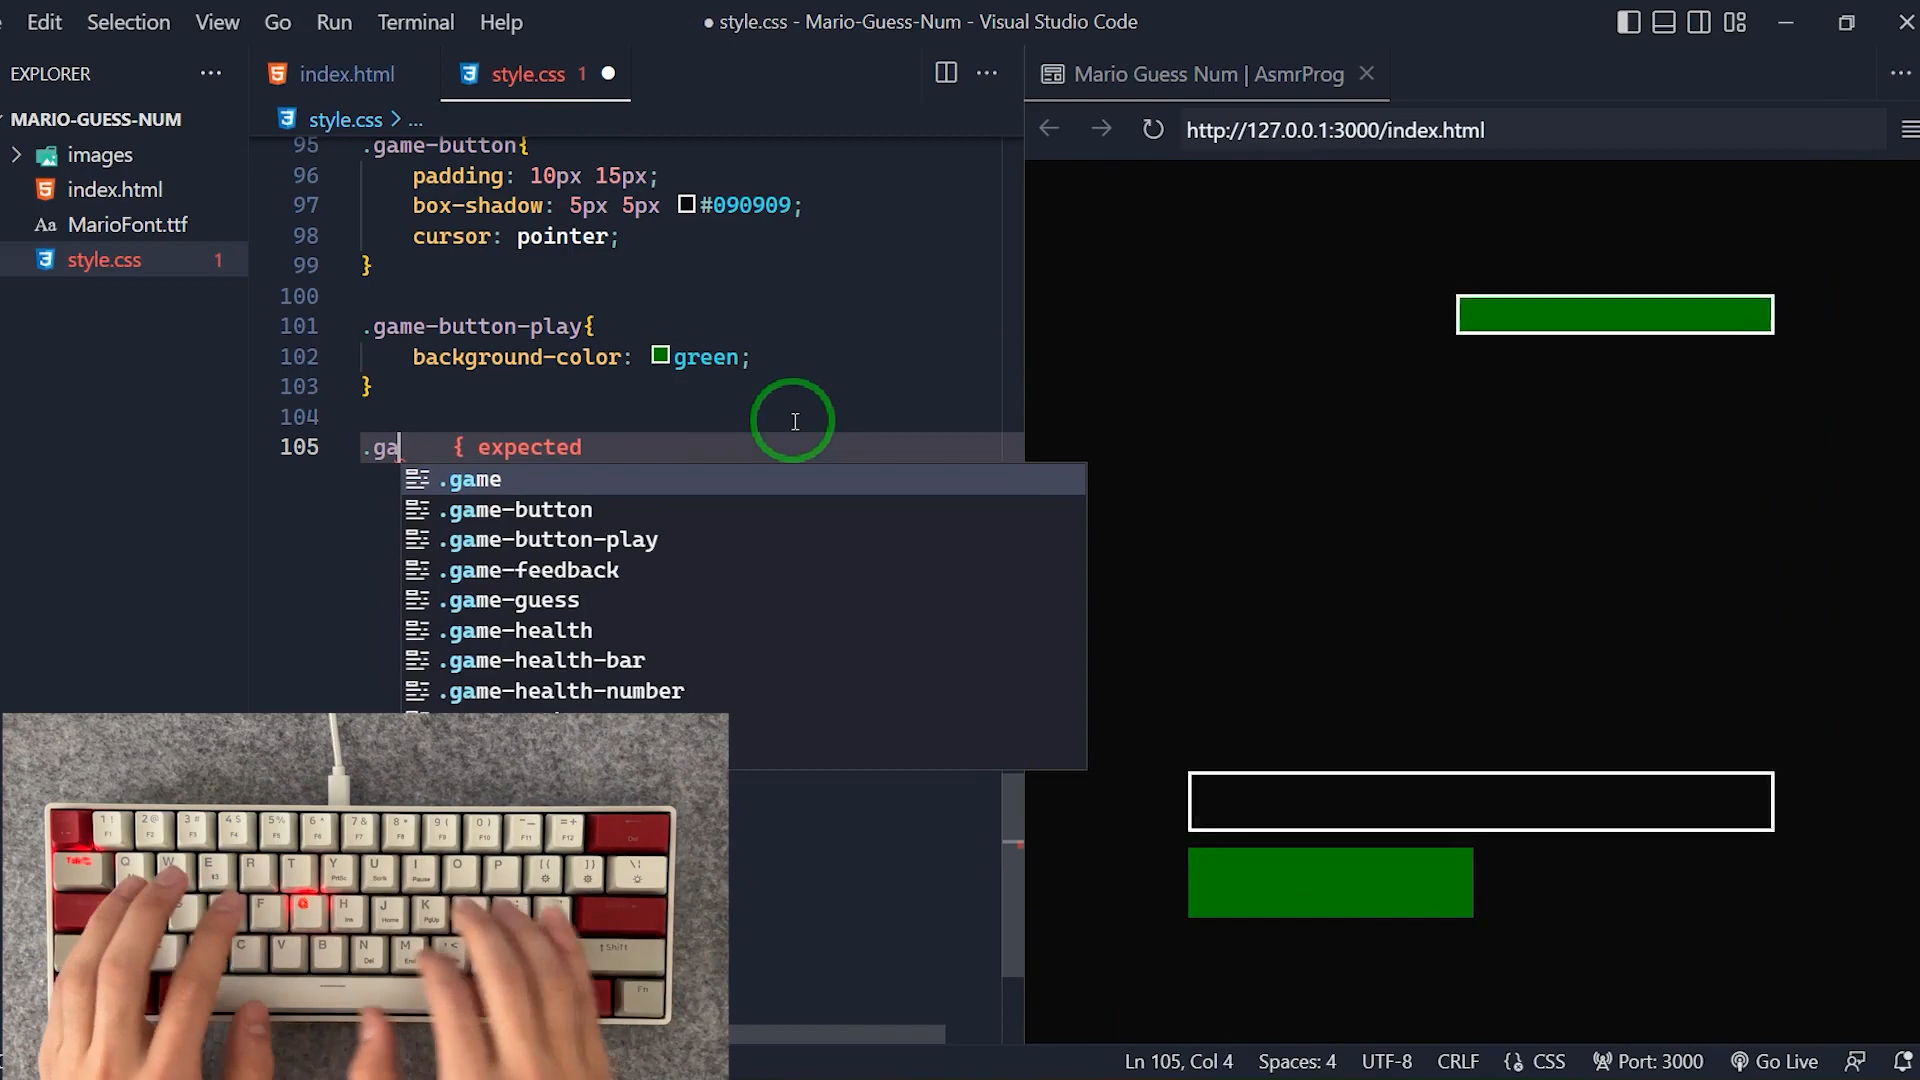 Edit Selection View Go Run Terminal Help
● style.css - Mario-Guess-Num - Visual Studio Code
EXPLORER ···
MARIO-GUESS-NUM
images
index.html
Aa MarioFont.ttf
style.css 1
index.html
style.css 1
style.css > ...
95 .game-button{
96 padding: 10px 15px;
97 box-shadow: 5px 5px #090909;
98 cursor: pointer;
99 }
100
101 .game-button-play{
102 background-color: green;
103 }
104
105 .ga { expected
.game
.game-button
.game-button-play
.game-feedback
.game-guess
.game-health
.game-health-bar
.game-health-number
Mario Guess Num | AsmrProg
http://127.0.0.1:3000/index.html
Ln 105, Col 4 Spaces: 4 UTF-8 CRLF CSS Port: 3000 Go Live